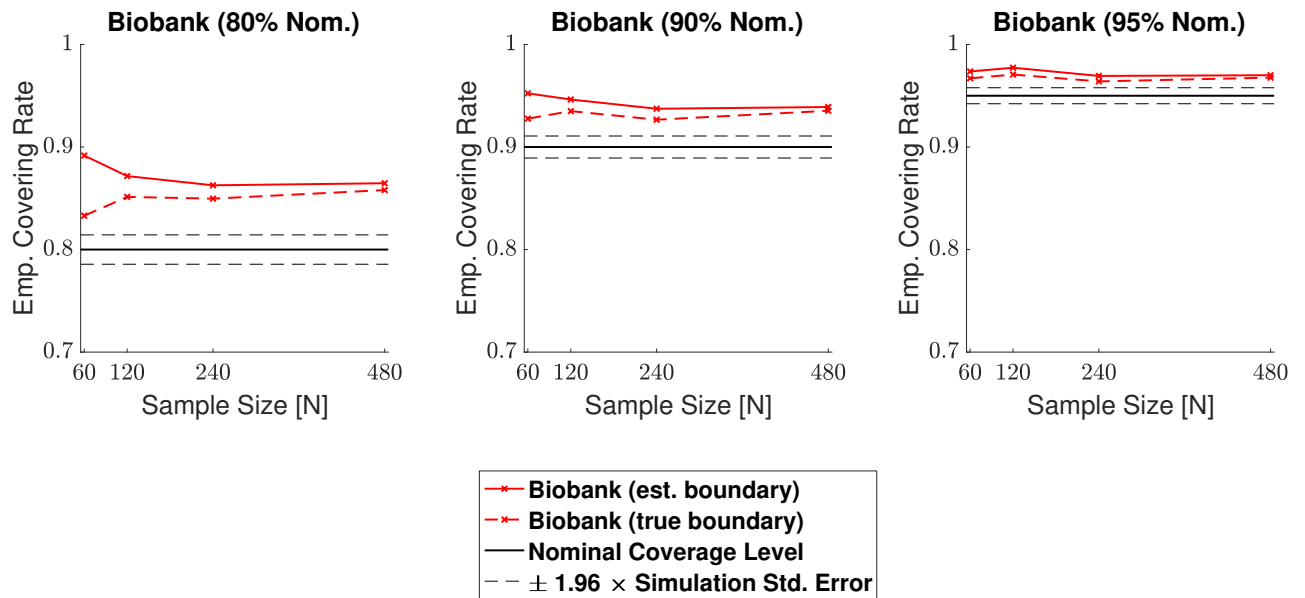 Biobank (80% Nom.)
1
0.9
0.8
0.7
Emp. Covering Rate
60 120 240 480
Sample Size [N]
Biobank (90% Nom.)
1
0.9
0.8
0.7
Emp. Covering Rate
60 120 240 480
Sample Size [N]
Biobank (95% Nom.)
1
0.9
0.8
0.7
Emp. Covering Rate
60 120 240 480
Sample Size [N]
Biobank (est. boundary)
Biobank (true boundary)
Nominal Coverage Level
± 1.96 × Simulation Std. Error